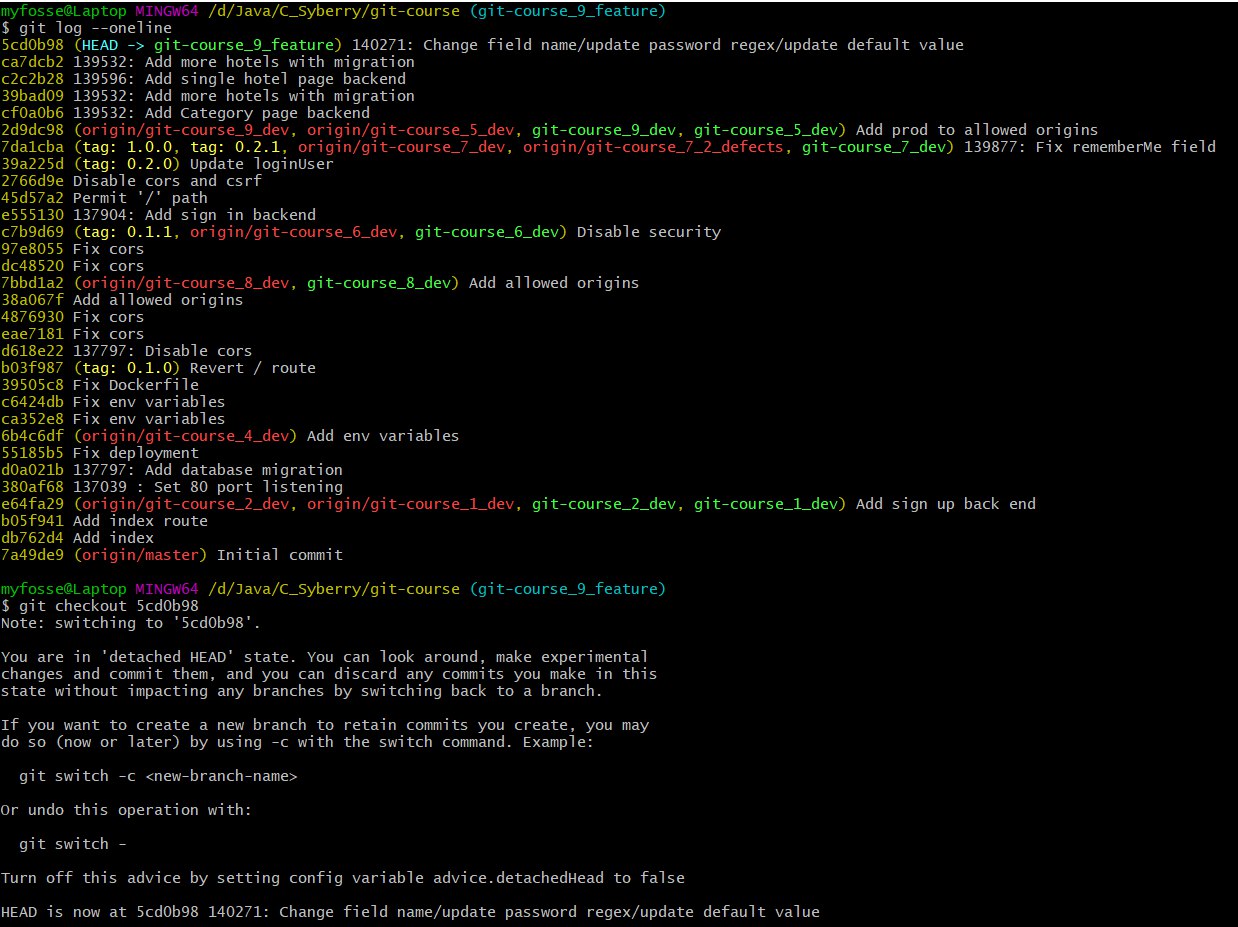 myfosse@Laptop MINGW64 /d/Java/C_Syberry/git-course (git-course_9_feature)
$ git log --oneline
5cd0b98 (HEAD -> git-course_9_feature) 140271: Change field name/update password regex/update default value
ca7dcb2 139532: Add more hotels with migration
c2c2b28 139596: Add single hotel page backend
39bad09 139532: Add more hotels with migration
cf0a0b6 139532: Add Category page backend
2d9dc98 (origin/git-course_9_dev, origin/git-course_5_dev, git-course_9_dev, git-course_5_dev) Add prod to allowed origins
7da1cba (tag: 1.0.0, tag: 0.2.1, origin/git-course_7_dev, origin/git-course_7_2_defects, git-course_7_dev) 139877: Fix rememberMe field
39a225d (tag: 0.2.0) Update loginUser
2766d9e Disable cors and csrf
45d57a2 Permit '/' path
e555130 137904: Add sign in backend
c7b9d69 (tag: 0.1.1, origin/git-course_6_dev, git-course_6_dev) Disable security
97e8055 Fix cors
dc48520 Fix cors
7bbd1a2 (origin/git-course_8_dev, git-course_8_dev) Add allowed origins
38a067f Add allowed origins
4876930 Fix cors
eae7181 Fix cors
d618e22 137797: Disable cors
b03f987 (tag: 0.1.0) Revert / route
39505c8 Fix Dockerfile
c6424db Fix env variables
ca352e8 Fix env variables
6b4c6df (origin/git-course_4_dev) Add env variables
55185b5 Fix deployment
d0a021b 137797: Add database migration
380af68 137039 : Set 80 port listening
e64fa29 (origin/git-course_2_dev, origin/git-course_1_dev, git-course_2_dev, git-course_1_dev) Add sign up back end
b05f941 Add index route
db762d4 Add index
7a49de9 (origin/master) Initial commit
myfosse@Laptop MINGW64 /d/Java/C_Syberry/git-course (git-course_9_feature)
$ git checkout 5cd0b98
Note: switching to '5cd0b98'.
You are in 'detached HEAD' state. You can look around, make experimental
changes and commit them, and you can discard any commits you make in this
state without impacting any branches by switching back to a branch.
If you want to create a new branch to retain commits you create, you may
do so (now or later) by using -c with the switch command. Example:
git switch -c <new-branch-name>
Or undo this operation with:
git switch -
Turn off this advice by setting config variable advice.detachedHead to false
HEAD is now at 5cd0b98 140271: Change field name/update password regex/update default value